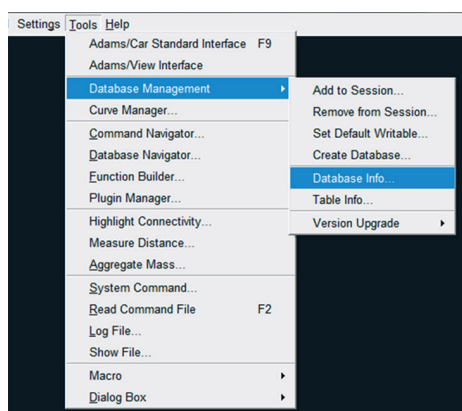 Settings Tools Help
Adams/Car Standard Interface F9
Adams/View Interface
Database Management
Curve Manager...
Command Navigator...
Database Navigator...
Function Builder...
Plugin Manager...
Highlight Connectivity...
Measure Distance...
Aggregate Mass...
System Command...
Read Command File F2
Log File...
Show File...
Macro
Dialog Box
Add to Session...
Remove from Session...
Set Default Writable...
Create Database...
Database Info...
Table Info...
Version Upgrade